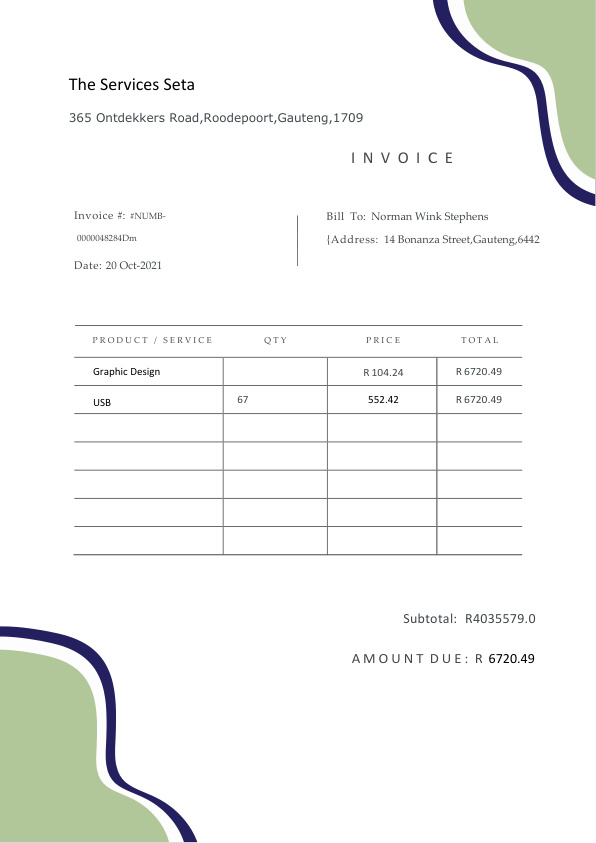 The Services Seta
365 Ontdekkers Road,Roodepoort,Gauteng,1709
INVOICE
Invoice #: #NUMB-
0000048284Dm
Date: 20 Oct-2021
Bill To: Norman Wink Stephens
{Address: 14 Bonanza Street,Gauteng,6442
PRODUCT / SERVICE QTY PRICE TOTAL
Graphic Design R 104.24 R 6720.49
USB 67 552.42 R 6720.49
Subtotal: R4035579.0
AMOUNT DUE: R 6720.49